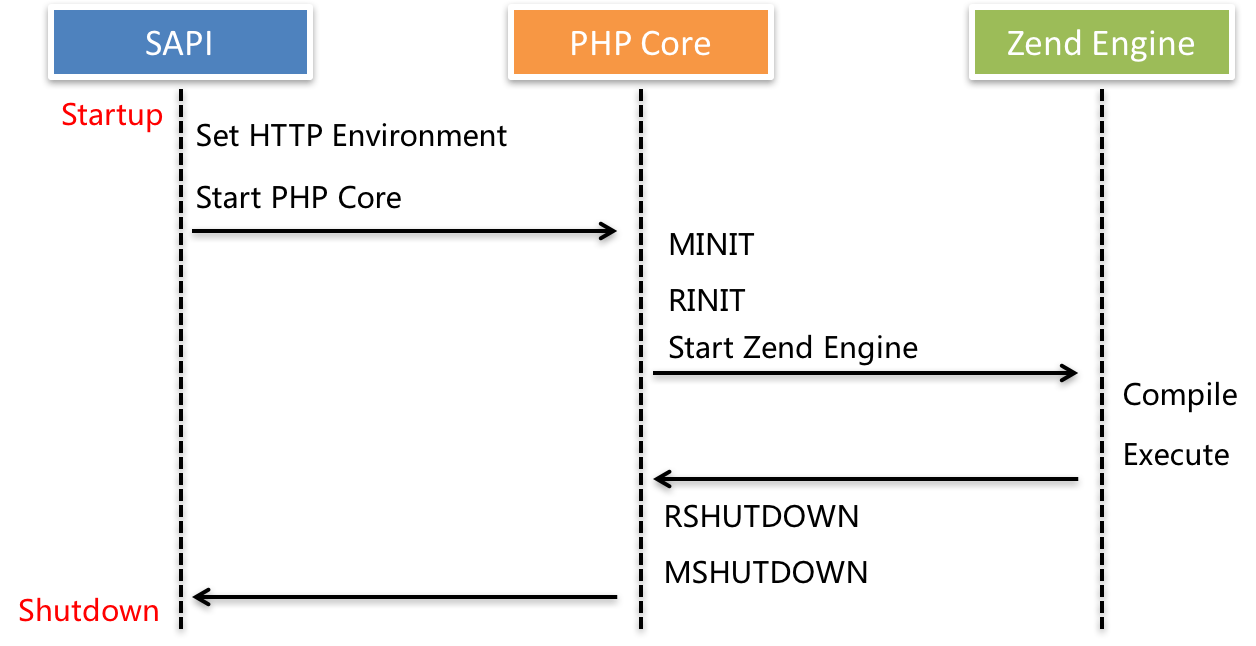 SAPI
PHP Core
Zend Engine
Startup
Set HTTP Environment
Start PHP Core
MINIT
RINIT
Start Zend Engine
Compile
Execute
RSHUTDOWN
MSHUTDOWN
Shutdown